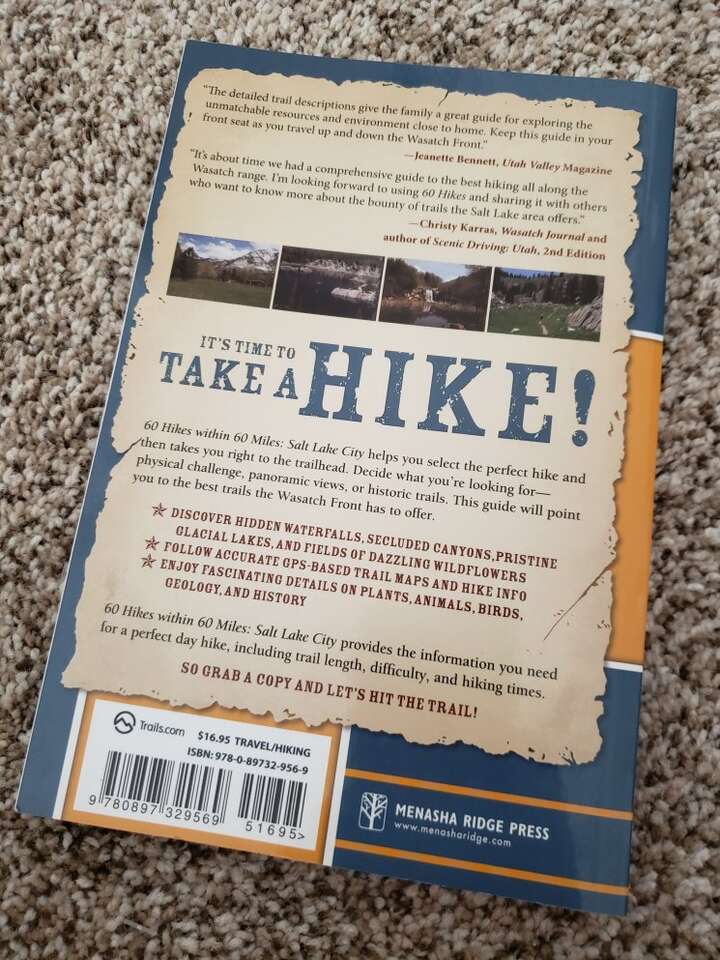 "The detailed trail descriptions give the family a great guide for exploring the
unmatchable resources and environment close to home. Keep this guide in your
front seat as you travel up and down the Wasatch Front."
—Jeanette Bennett, Utah Valley Magazine
"It's about time we had a comprehensive guide to the best hiking all along the
Wasatch range. I'm looking forward to using 60 Hikes and sharing it with others
who want to know more about the bounty of trails the Salt Lake area offers."
—Christy Karras, Wasatch Journal and
author of Scenic Driving: Utah, 2nd Edition
IT'S TIME TO
TAKE A HIKE!
60 Hikes within 60 Miles: Salt Lake City helps you select the perfect hike and
then takes you right to the trailhead. Decide what you're looking for—
physical challenge, panoramic views, or historic trails. This guide will point
you to the best trails the Wasatch Front has to offer.
DISCOVER HIDDEN WATERFALLS, SECLUDED CANYONS, PRISTINE
GLACIAL LAKES, AND FIELDS OF DAZZLING WILDFLOWERS
FOLLOW ACCURATE GPS-BASED TRAIL MAPS AND HIKE INFO
ENJOY FASCINATING DETAILS ON PLANTS, ANIMALS, BIRDS,
GEOLOGY, AND HISTORY
60 Hikes within 60 Miles: Salt Lake City provides the information you need
for a perfect day hike, including trail length, difficulty, and hiking times.
SO GRAB A COPY AND LET'S HIT THE TRAIL!
Trails.com
$16.95 TRAVEL/HIKING
ISBN: 978-0-89732-956-9
9 780897 329569
51695>
MENASHA RIDGE PRESS
www.menasharidge.com